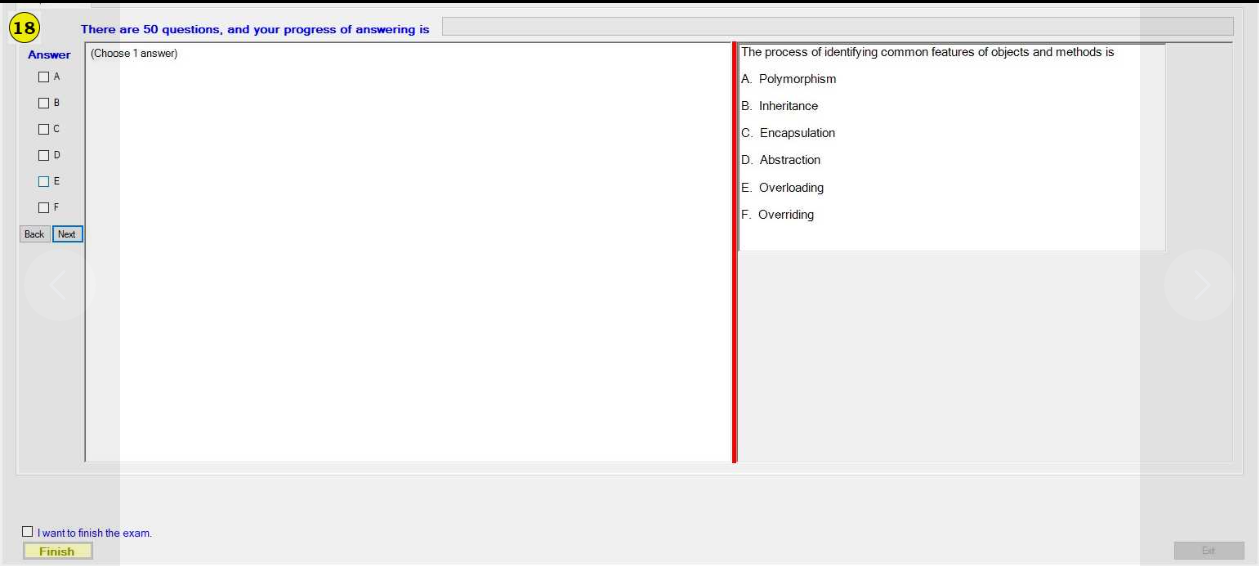 18
There are 50 questions, and your progress of answering is
Answer
(Choose 1 answer)
A
B
C
D
E
F
Back Next
The process of identifying common features of objects and methods is
A. Polymorphism
B. Inheritance
C. Encapsulation
D. Abstraction
E. Overloading
F. Overriding
I want to finish the exam.
Finish
Exit